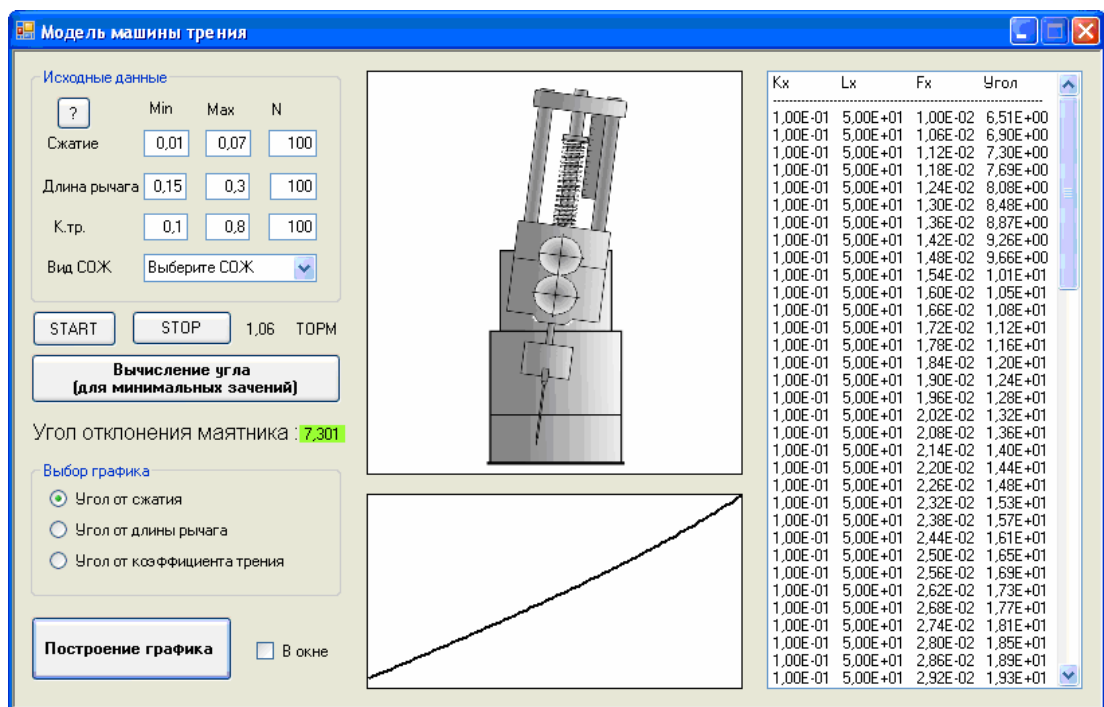 Модель машины трения
Исходные данные
?
Min Max N
Сжатие 0,01 0,07 100
Длина рычага 0,15 0,3 100
К.тр. 0,1 0,8 100
Вид СОЖ Выберите СОЖ
START STOP 1,06 ТОРМ
Вычисление угла
(для минимальных зачений)
Угол отклонения маятника : 7,301
Выбор графика
Угол от сжатия
Угол от длины рычага
Угол от коэффициента трения
Построение графика В окне
Kx Lx Fx Угол
1,00E-01 5,00E+01 1,00E-02 6,51E+00
1,00E-01 5,00E+01 1,06E-02 6,90E+00
1,00E-01 5,00E+01 1,12E-02 7,30E+00
1,00E-01 5,00E+01 1,18E-02 7,69E+00
1,00E-01 5,00E+01 1,24E-02 8,08E+00
1,00E-01 5,00E+01 1,30E-02 8,48E+00
1,00E-01 5,00E+01 1,36E-02 8,87E+00
1,00E-01 5,00E+01 1,42E-02 9,26E+00
1,00E-01 5,00E+01 1,48E-02 9,66E+00
1,00E-01 5,00E+01 1,54E-02 1,01E+01
1,00E-01 5,00E+01 1,60E-02 1,05E+01
1,00E-01 5,00E+01 1,66E-02 1,08E+01
1,00E-01 5,00E+01 1,72E-02 1,12E+01
1,00E-01 5,00E+01 1,78E-02 1,16E+01
1,00E-01 5,00E+01 1,84E-02 1,20E+01
1,00E-01 5,00E+01 1,90E-02 1,24E+01
1,00E-01 5,00E+01 1,96E-02 1,28E+01
1,00E-01 5,00E+01 2,02E-02 1,32E+01
1,00E-01 5,00E+01 2,08E-02 1,36E+01
1,00E-01 5,00E+01 2,14E-02 1,40E+01
1,00E-01 5,00E+01 2,20E-02 1,44E+01
1,00E-01 5,00E+01 2,26E-02 1,48E+01
1,00E-01 5,00E+01 2,32E-02 1,53E+01
1,00E-01 5,00E+01 2,38E-02 1,57E+01
1,00E-01 5,00E+01 2,44E-02 1,61E+01
1,00E-01 5,00E+01 2,50E-02 1,65E+01
1,00E-01 5,00E+01 2,56E-02 1,69E+01
1,00E-01 5,00E+01 2,62E-02 1,73E+01
1,00E-01 5,00E+01 2,68E-02 1,77E+01
1,00E-01 5,00E+01 2,74E-02 1,81E+01
1,00E-01 5,00E+01 2,80E-02 1,85E+01
1,00E-01 5,00E+01 2,86E-02 1,89E+01
1,00E-01 5,00E+01 2,92E-02 1,93E+01